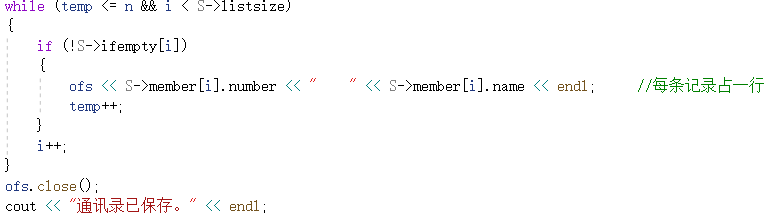 while (temp <= n && i < S->listsize)
{
if (!S->ifempty[i])
{
ofs << S->member[i].number << "    " << S->member[i].name << endl;     //每条记录占一行
temp++;
}
i++;
}
ofs.close();
cout << "通讯录已保存。" << endl;